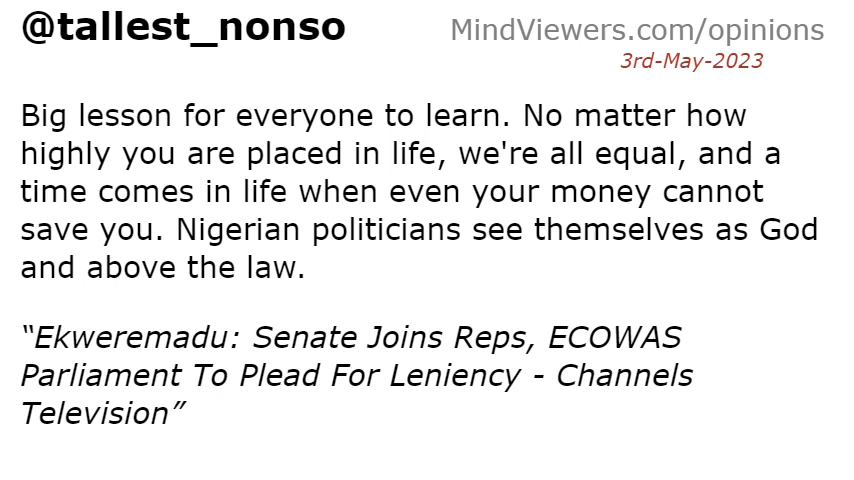 @tallest_nonso
MindViewers.com/opinions
3rd-May-2023
Big lesson for everyone to learn. No matter how
highly you are placed in life, we're all equal, and a
time comes in life when even your money cannot
save you. Nigerian politicians see themselves as God
and above the law.
“Ekweremadu: Senate Joins Reps, ECOWAS
Parliament To Plead For Leniency - Channels
Television”